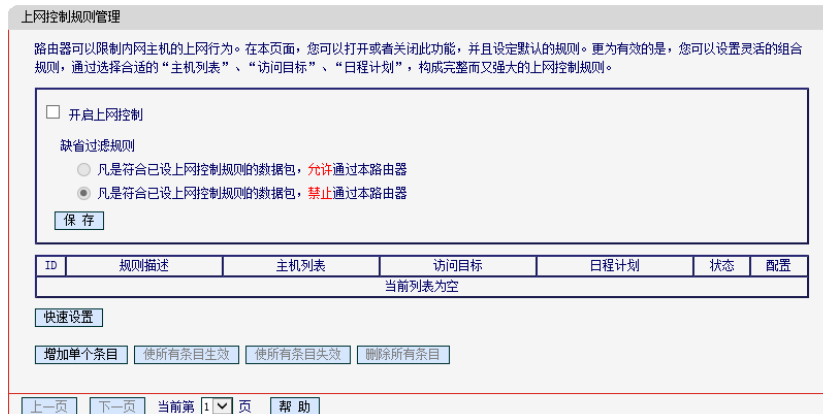 上网控制规则管理
路由器可以限制内网主机的上网行为。在本页面，您可以打开或者关闭此功能，并且设定默认的规则。更为有效的是，您可以设置灵活的组合
规则，通过选择合适的“主机列表”、“访问目标”、“日程计划”，构成完整而又强大的上网控制规则。
开启上网控制
缺省过滤规则
凡是符合已设上网控制规则的数据包，允许通过本路由器
凡是符合已设上网控制规则的数据包，禁止通过本路由器
保 存
ID 规则描述 主机列表 访问目标 日程计划 状态 配置
当前列表为空
快速设置
增加单个条目 使所有条目生效 使所有条目失效 删除所有条目
上一页 下一页 当前第 1 页 帮 助